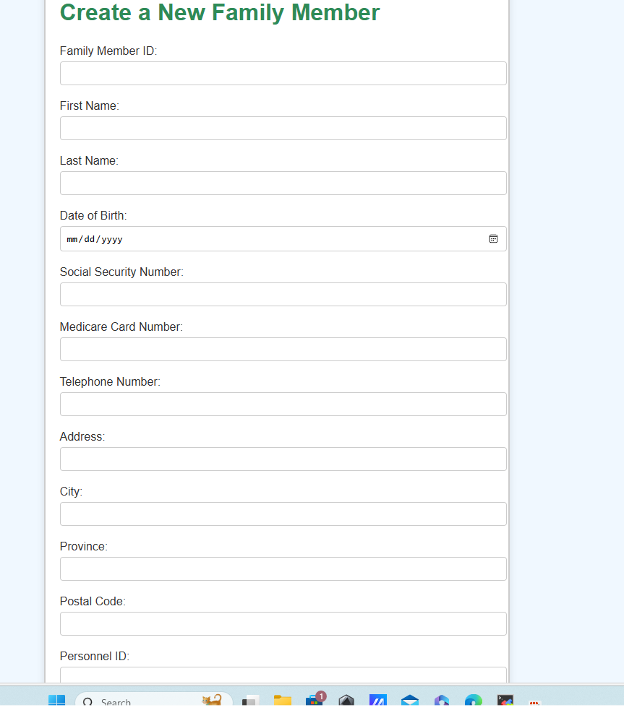 Create a New Family Member
Family Member ID:
First Name:
Last Name:
Date of Birth:
mm/dd/yyyy
Social Security Number:
Medicare Card Number:
Telephone Number:
Address:
City:
Province:
Postal Code:
Personnel ID:
Search
1